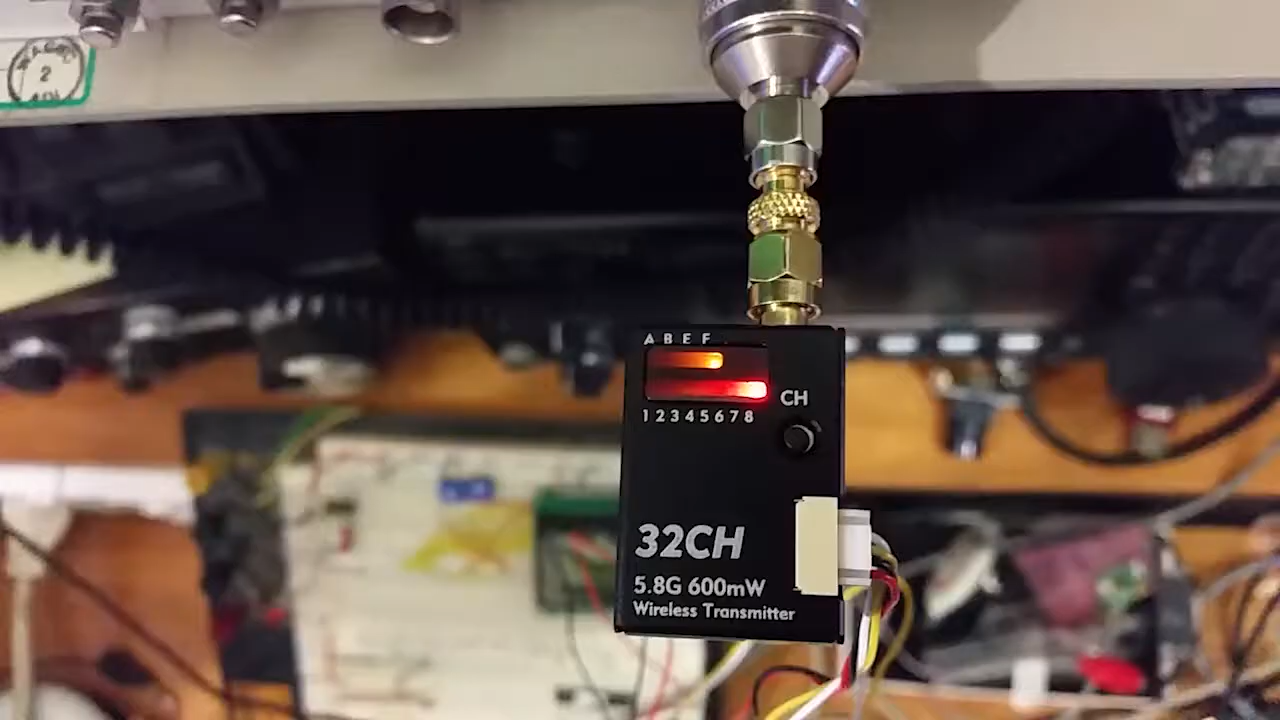 2
A B E F
CH
1 2 3 4 5 6 7 8
32CH
5.8G 600mW
Wireless Transmitter